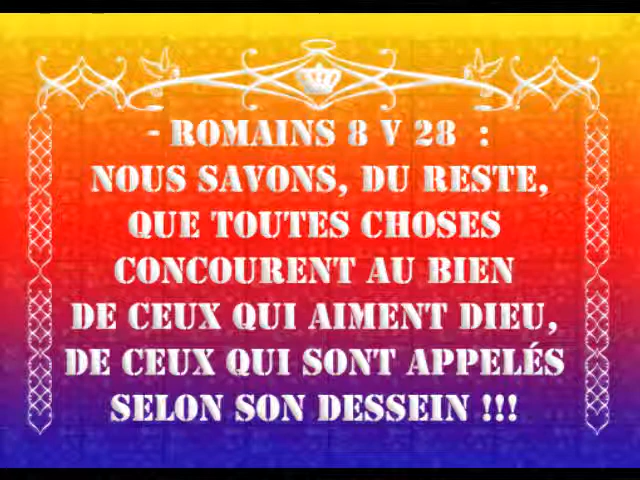 - ROMAINS 8 V 28 :
NOUS SAVONS, DU RESTE,
QUE TOUTES CHOSES
CONCOURENT AU BIEN
DE CEUX QUI AIMENT DIEU,
DE CEUX QUI SONT APPELÉS
SELON SON DESSEIN !!!